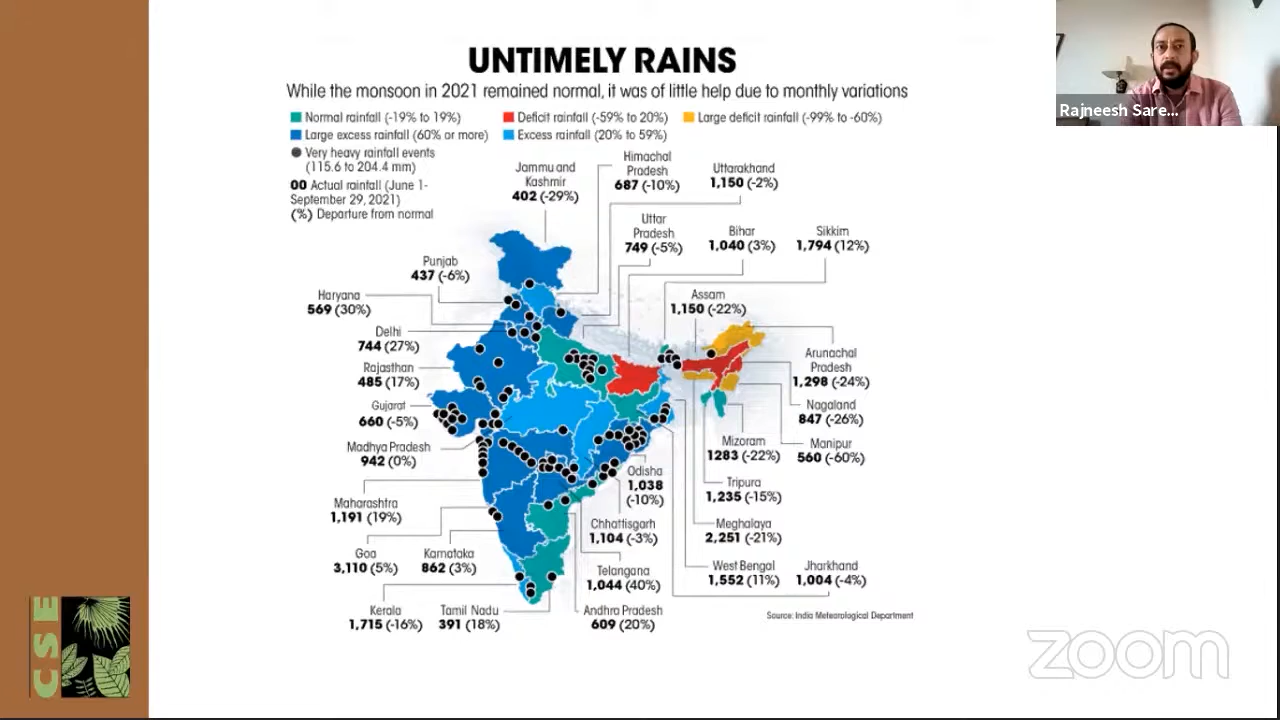 UNTIMELY RAINS
While the monsoon in 2021 remained normal, it was of little help due to monthly variations
Normal rainfall (-19% to 19%)
Deficit rainfall (-59% to 20%)
Large deficit rainfall (-99% to -60%)
Large excess rainfall (60% or more)
Excess rainfall (20% to 59%)
Very heavy rainfall events
(115.6 to 204.4 mm)
00 Actual rainfall (June 1-
September 29, 2021)
(%) Departure from normal
Jammu and
Kashmir
402 (-29%)
Himachal
Pradesh
687 (-10%)
Uttarakhand
1,150 (-2%)
Uttar
Pradesh
749 (-5%)
Bihar
1,040 (3%)
Sikkim
1,794 (12%)
Punjab
437 (-6%)
Haryana
569 (30%)
Assam
1,150 (-22%)
Delhi
744 (27%)
Rajasthan
485 (17%)
Arunachal
Pradesh
1,298 (-24%)
Gujarat
660 (-5%)
Nagaland
847 (-26%)
Madhya Pradesh
942 (0%)
Mizoram
1283 (-22%)
Manipur
560 (-60%)
Odisha
1,038
(-10%)
Tripura
1,235 (-15%)
Maharashtra
1,191 (19%)
Chhattisgarh
1,104 (-3%)
Meghalaya
2,251 (-21%)
Goa
3,110 (5%)
Karnataka
862 (3%)
Telangana
1,044 (40%)
West Bengal
1,552 (11%)
Jharkhand
1,004 (-4%)
Kerala
1,715 (-16%)
Tamil Nadu
391 (18%)
Andhra Pradesh
609 (20%)
Source: India Meteorological Department
Rajneesh Sare...
CSE
zoom